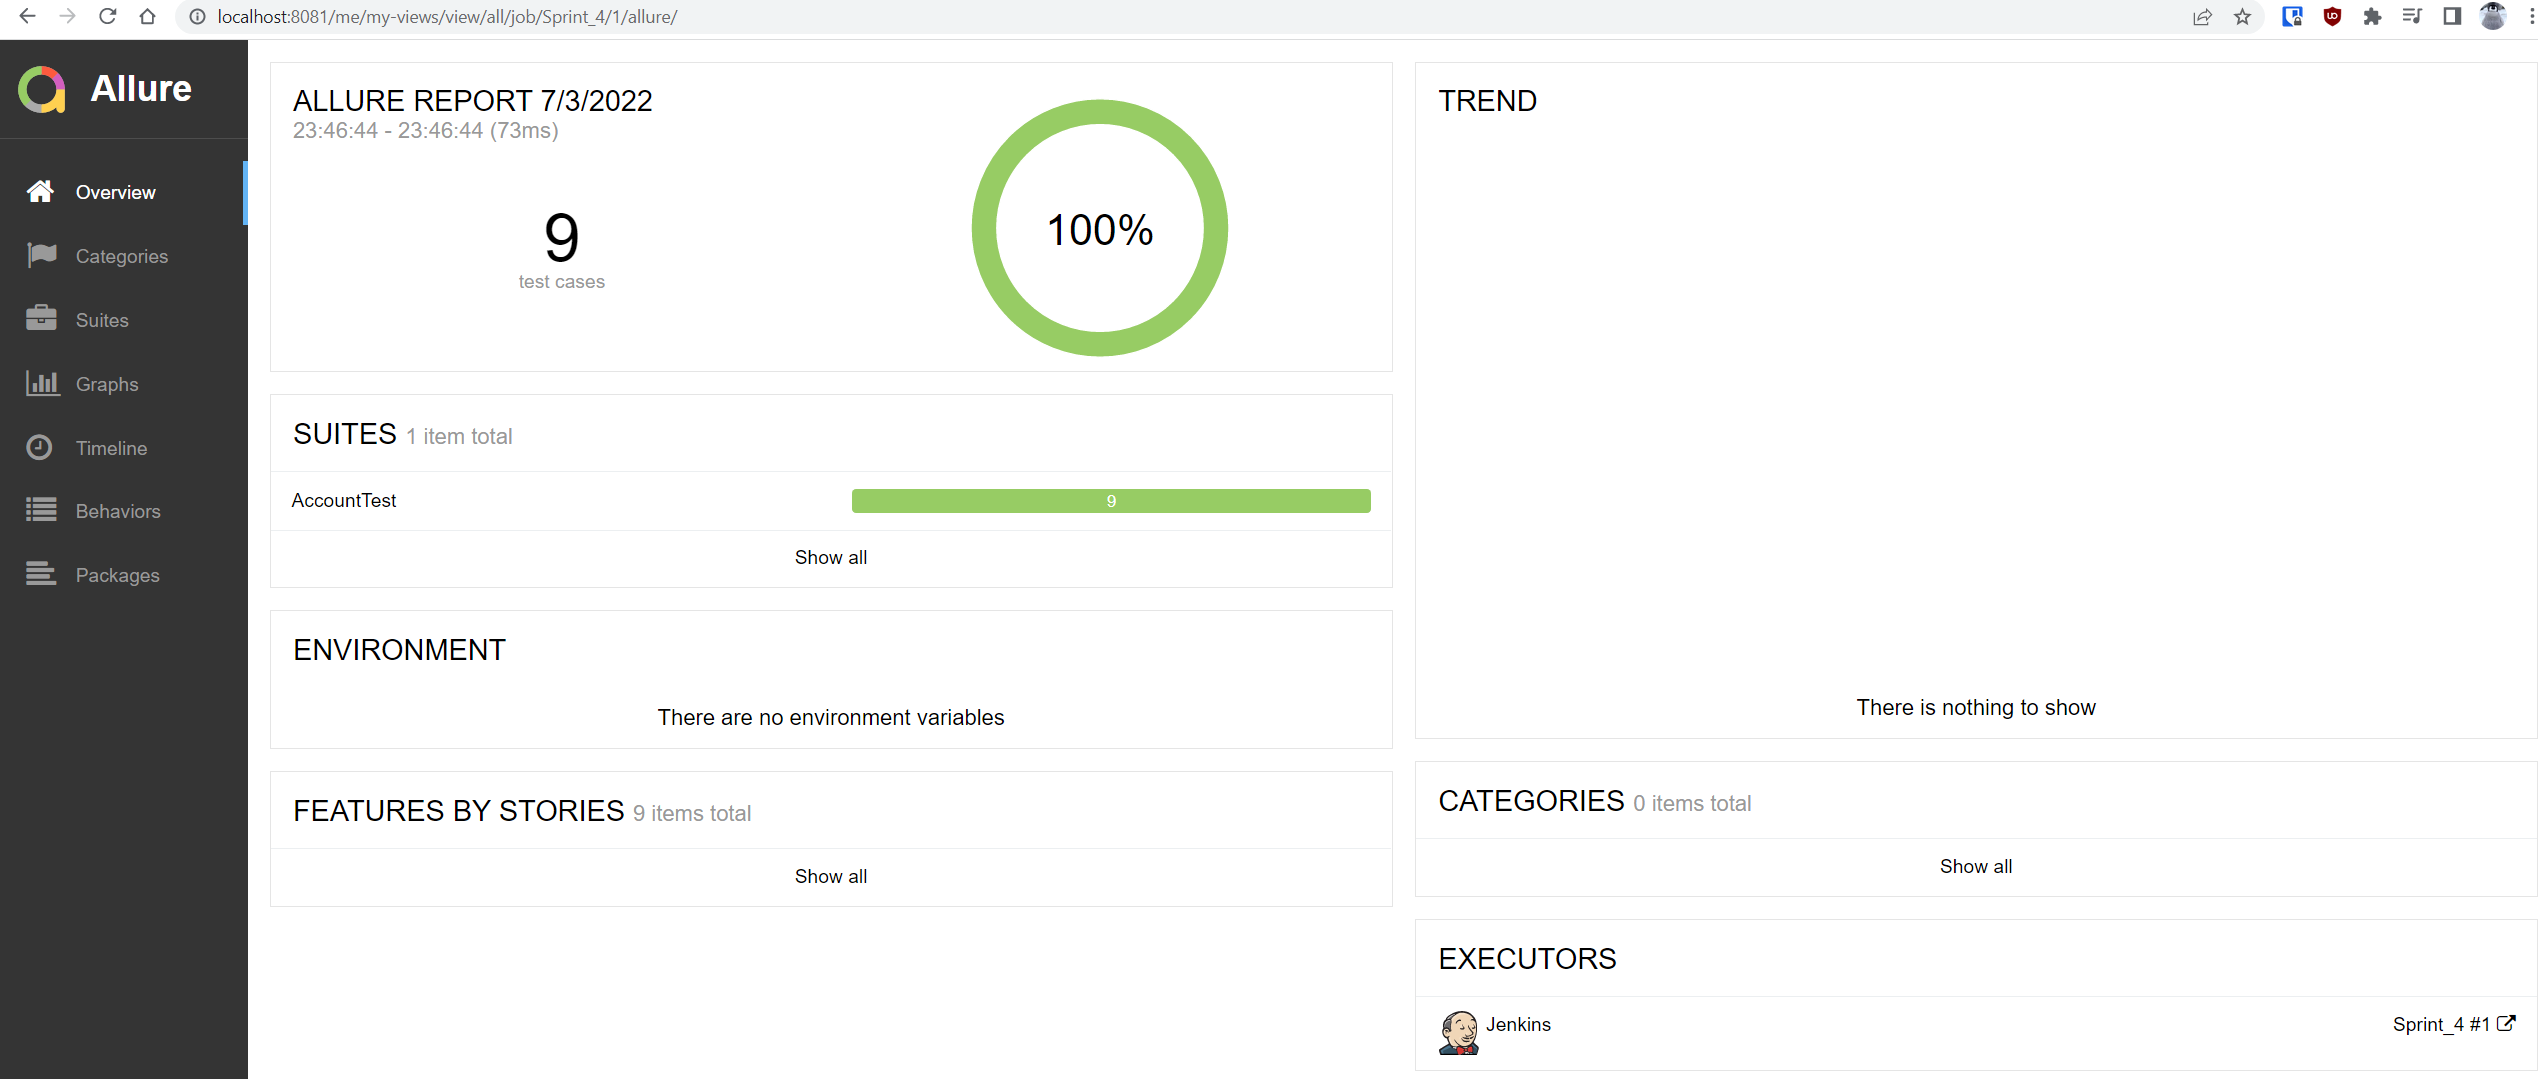 localhost:8081/me/my-views/view/all/job/Sprint_4/1/allure/
Allure
Overview
Categories
Suites
Graphs
Timeline
Behaviors
Packages
ALLURE REPORT 7/3/2022
23:46:44 - 23:46:44 (73ms)
9
test cases
100%
SUITES 1 item total
AccountTest 9
Show all
ENVIRONMENT
There are no environment variables
FEATURES BY STORIES 9 items total
Show all
TREND
There is nothing to show
CATEGORIES 0 items total
Show all
EXECUTORS
Jenkins Sprint_4 #1